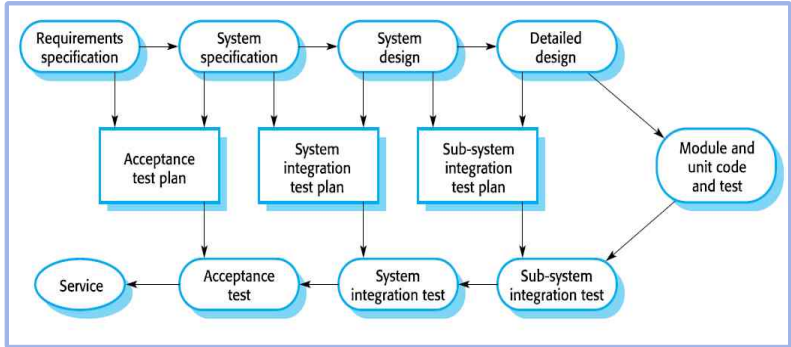 Requirements
specification
System
specification
System
design
Detailed
design
Acceptance
test plan
System
integration
test plan
Sub-system
integration
test plan
Module and
unit code
and test
Service
Acceptance
test
System
integration test
Sub-system
integration test